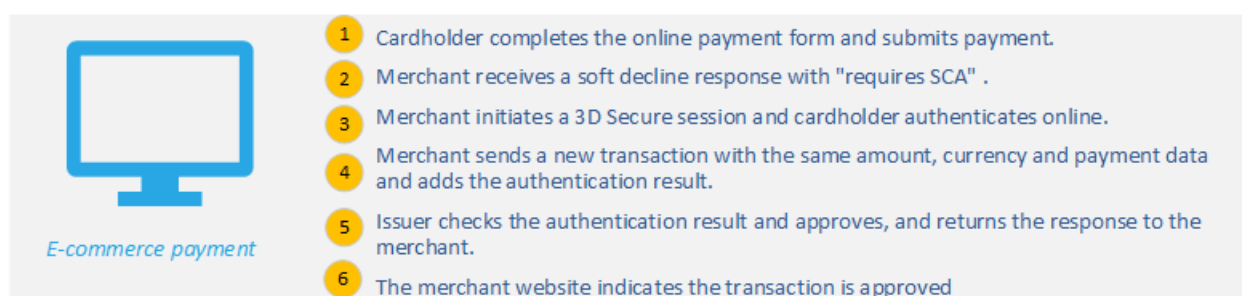 1 Cardholder completes the online payment form and submits payment.
2 Merchant receives a soft decline response with "requires SCA" .
3 Merchant initiates a 3D Secure session and cardholder authenticates online.
4 Merchant sends a new transaction with the same amount, currency and payment data
and adds the authentication result.
5 Issuer checks the authentication result and approves, and returns the response to the
merchant.
E-commerce payment
6 The merchant website indicates the transaction is approved